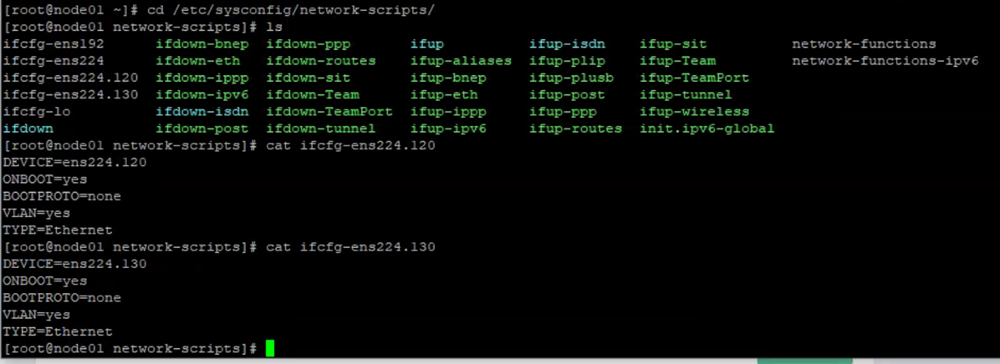 [root@node01 ~]# cd /etc/sysconfig/network-scripts/
[root@node01 network-scripts]# ls
ifcfg-ens192 ifdown-bnep ifdown-ppp ifup ifup-isdn ifup-sit network-functions
ifcfg-ens224 ifdown-eth ifdown-routes ifup-aliases ifup-plip ifup-Team network-functions-ipv6
ifcfg-ens224.120 ifdown-ippp ifdown-sit ifup-bnep ifup-plusb ifup-TeamPort
ifcfg-ens224.130 ifdown-ipv6 ifdown-Team ifup-eth ifup-post ifup-tunnel
ifcfg-lo ifdown-isdn ifdown-TeamPort ifup-ippp ifup-ppp ifup-wireless
ifdown ifdown-post ifdown-tunnel ifup-ipv6 ifup-routes init.ipv6-global
[root@node01 network-scripts]# cat ifcfg-ens224.120
DEVICE=ens224.120
ONBOOT=yes
BOOTPROTO=none
VLAN=yes
TYPE=Ethernet
[root@node01 network-scripts]# cat ifcfg-ens224.130
DEVICE=ens224.130
ONBOOT=yes
BOOTPROTO=none
VLAN=yes
TYPE=Ethernet
[root@node01 network-scripts]#